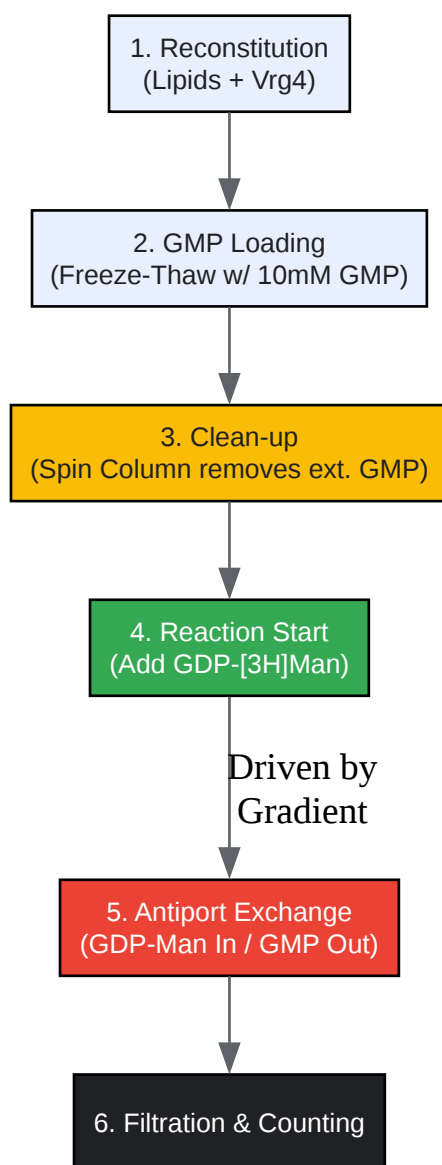 1. Reconstitution
(Lipids + Vrg4)
2. GMP Loading
(Freeze-Thaw w/ 10mM GMP)
3. Clean-up
(Spin Column removes ext. GMP)
4. Reaction Start
(Add GDP-[3H]Man)
Driven by
Gradient
5. Antiport Exchange
(GDP-Man In / GMP Out)
6. Filtration & Counting